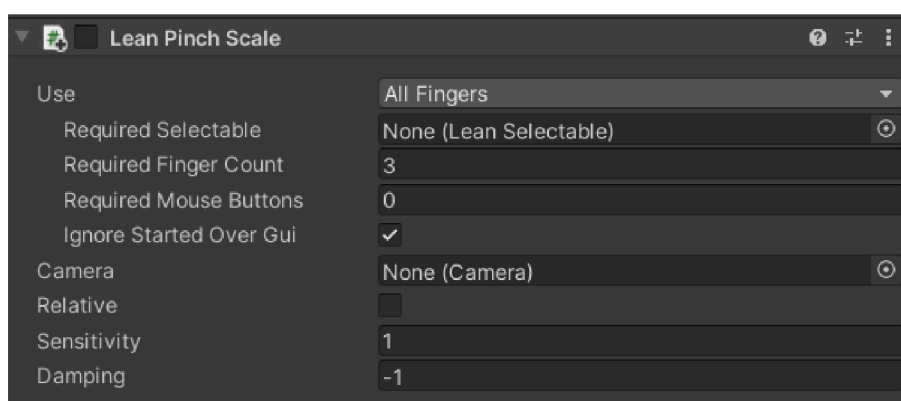 Lean Pinch Scale
Use All Fingers
Required Selectable None (Lean Selectable)
Required Finger Count 3
Required Mouse Buttons 0
Ignore Started Over Gui
Camera None (Camera)
Relative
Sensitivity 1
Damping -1